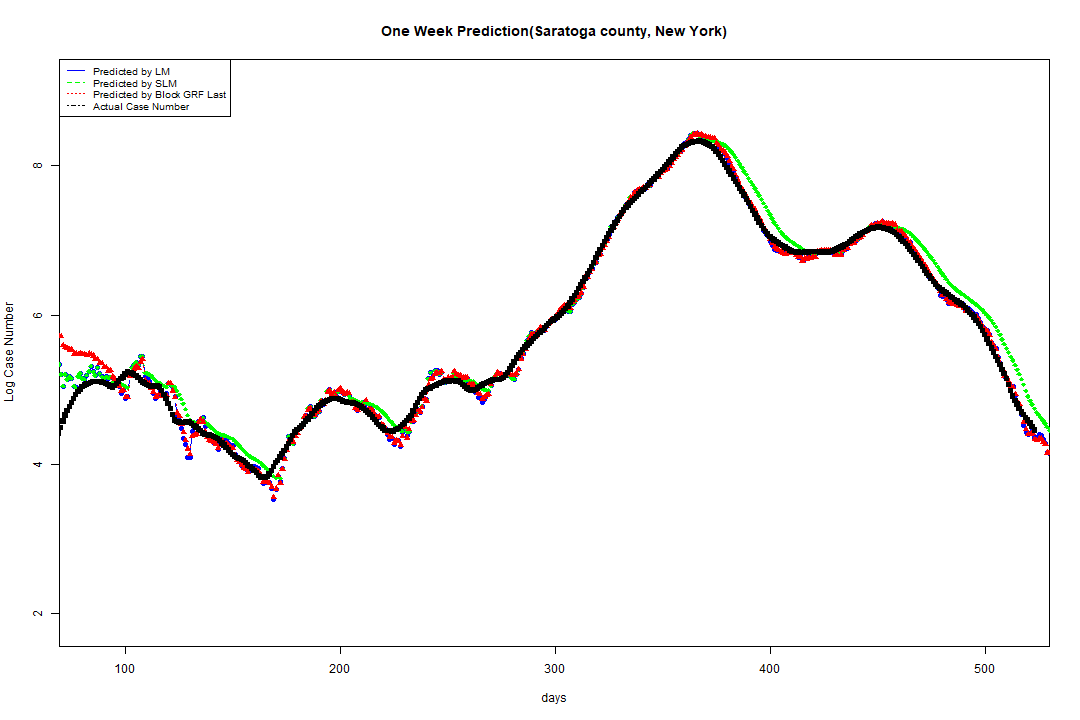 One Week Prediction(Saratoga county, New York)
Predicted by LM
Predicted by SLM
Predicted by Block GRF Last
Actual Case Number
Log Case Number
8
6
4
2
100
200
300
400
500
days